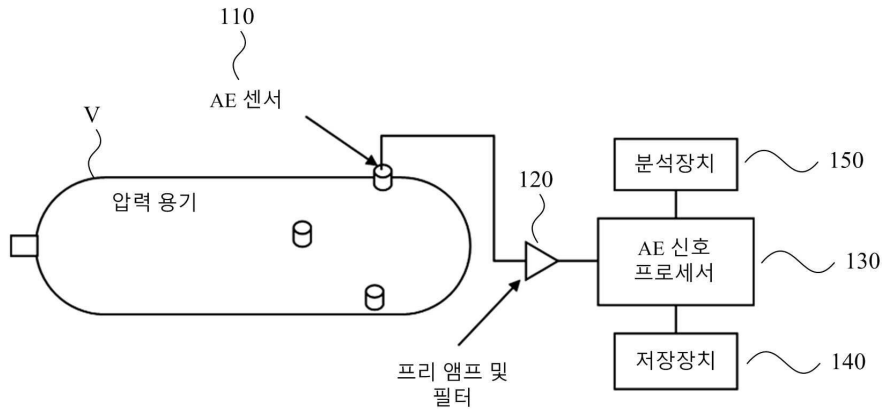 110
AE 센서
V
압력 용기
120
분석장치
150
AE 신호
프로세서
130
프리 앰프 및
필터
저장장치
140